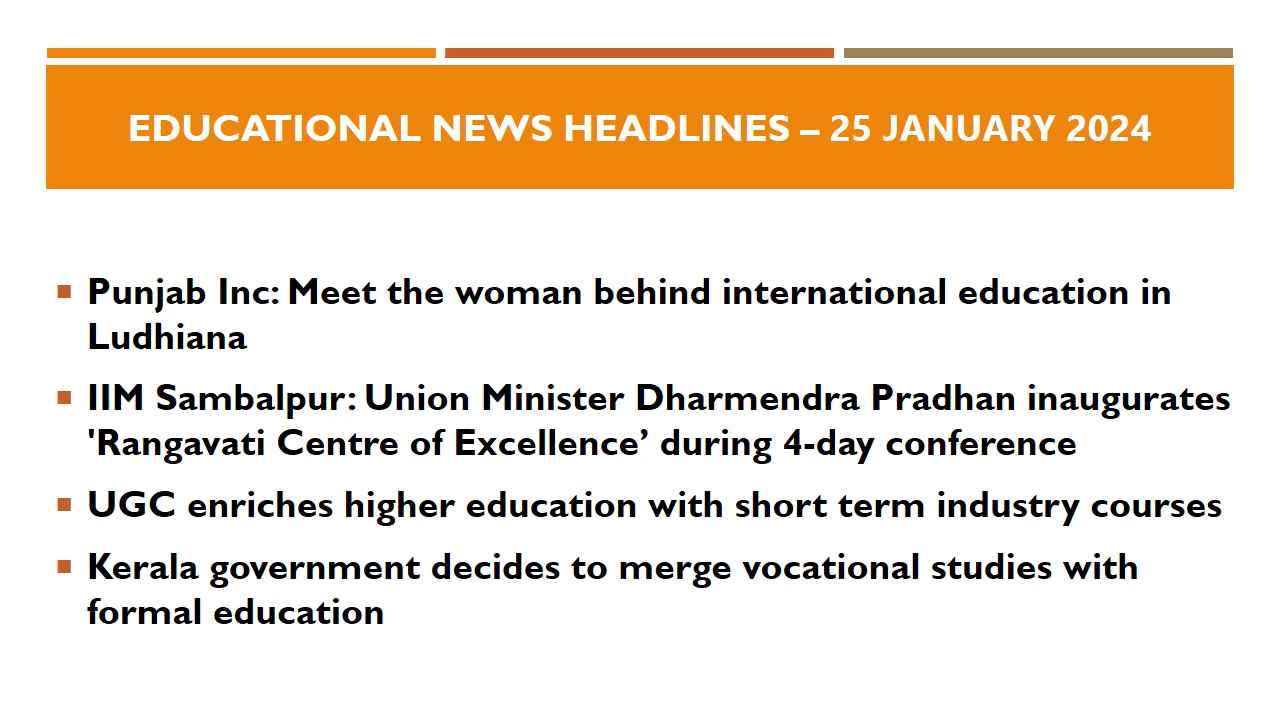 EDUCATIONAL NEWS HEADLINES – 25 JANUARY 2024
Punjab Inc: Meet the woman behind international education in
Ludhiana
IIM Sambalpur: Union Minister Dharmendra Pradhan inaugurates
'Rangavati Centre of Excellence’ during 4-day conference
UGC enriches higher education with short term industry courses
Kerala government decides to merge vocational studies with
formal education